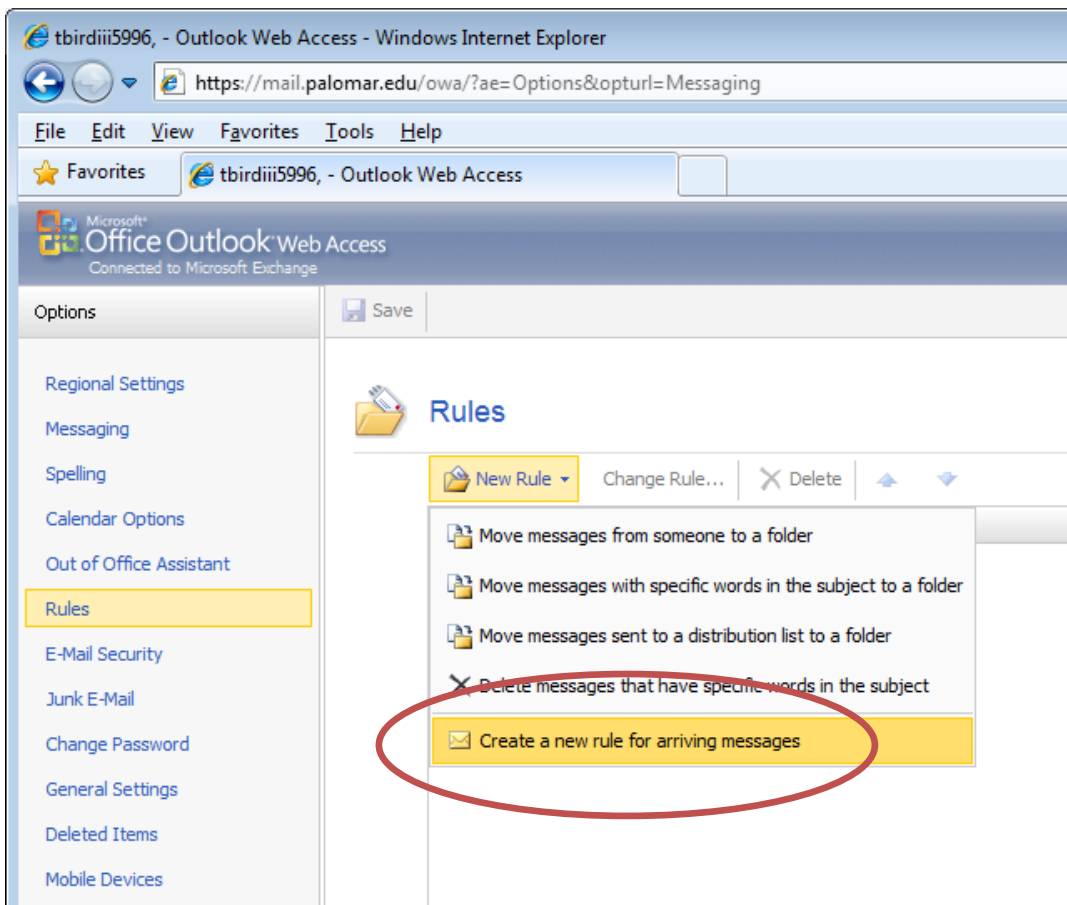 tbirdiii5996, - Outlook Web Access - Windows Internet Explorer
https://mail.palomar.edu/owa/?ae=Options&opturl=Messaging
File Edit View Favorites Tools Help
Favorites tbirdiii5996, - Outlook Web Access
Microsoft®
Office Outlook® Web Access
Connected to Microsoft Exchange
Options
Save
Regional Settings
Messaging
Spelling
Calendar Options
Out of Office Assistant
Rules
E-Mail Security
Junk E-Mail
Change Password
General Settings
Deleted Items
Mobile Devices
Rules
New Rule Change Rule... Delete
Move messages from someone to a folder
Move messages with specific words in the subject to a folder
Move messages sent to a distribution list to a folder
Delete messages that have specific words in the subject
Create a new rule for arriving messages